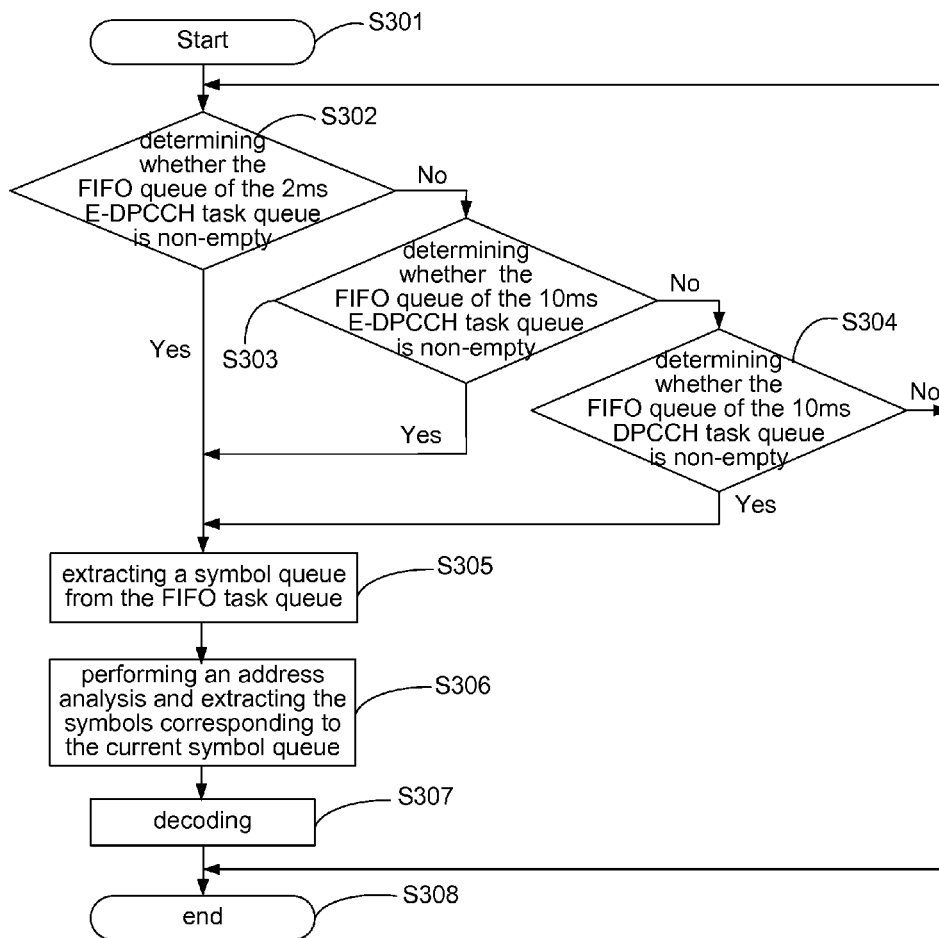 Start
S301
S302
determining
whether the
FIFO queue of the 2ms
E-DPCCH task queue
is non-empty
No
Yes
determining
whether the
FIFO queue of the 10ms
E-DPCCH task queue
is non-empty
S303
No
Yes
S304
determining
whether the
FIFO queue of the 10ms
DPCCH task queue
is non-empty
No
Yes
extracting a symbol queue
from the FIFO task queue
S305
performing an address
analysis and extracting the
symbols corresponding to
the current symbol queue
S306
decoding
S307
end
S308